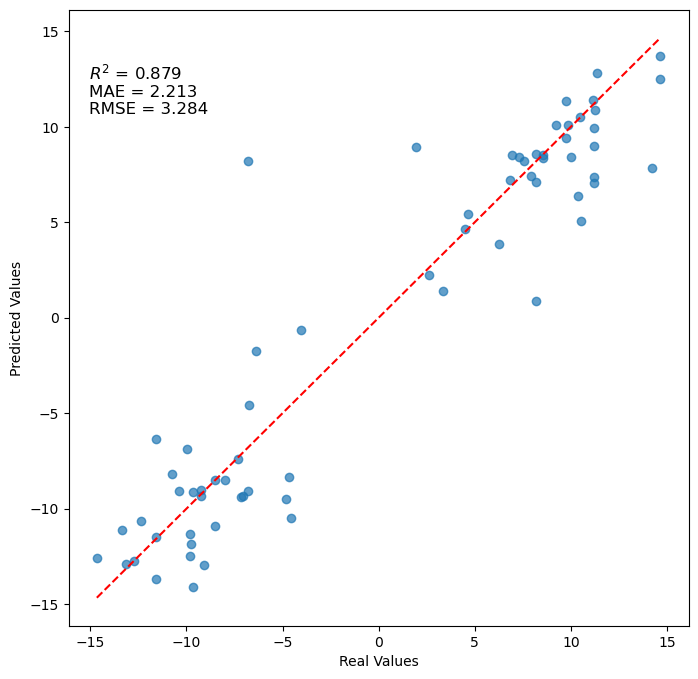 R² = 0.879
MAE = 2.213
RMSE = 3.284
Predicted Values
15
10
5
0
−5
−10
−15
−15
−10
−5
0
5
10
15
Real Values